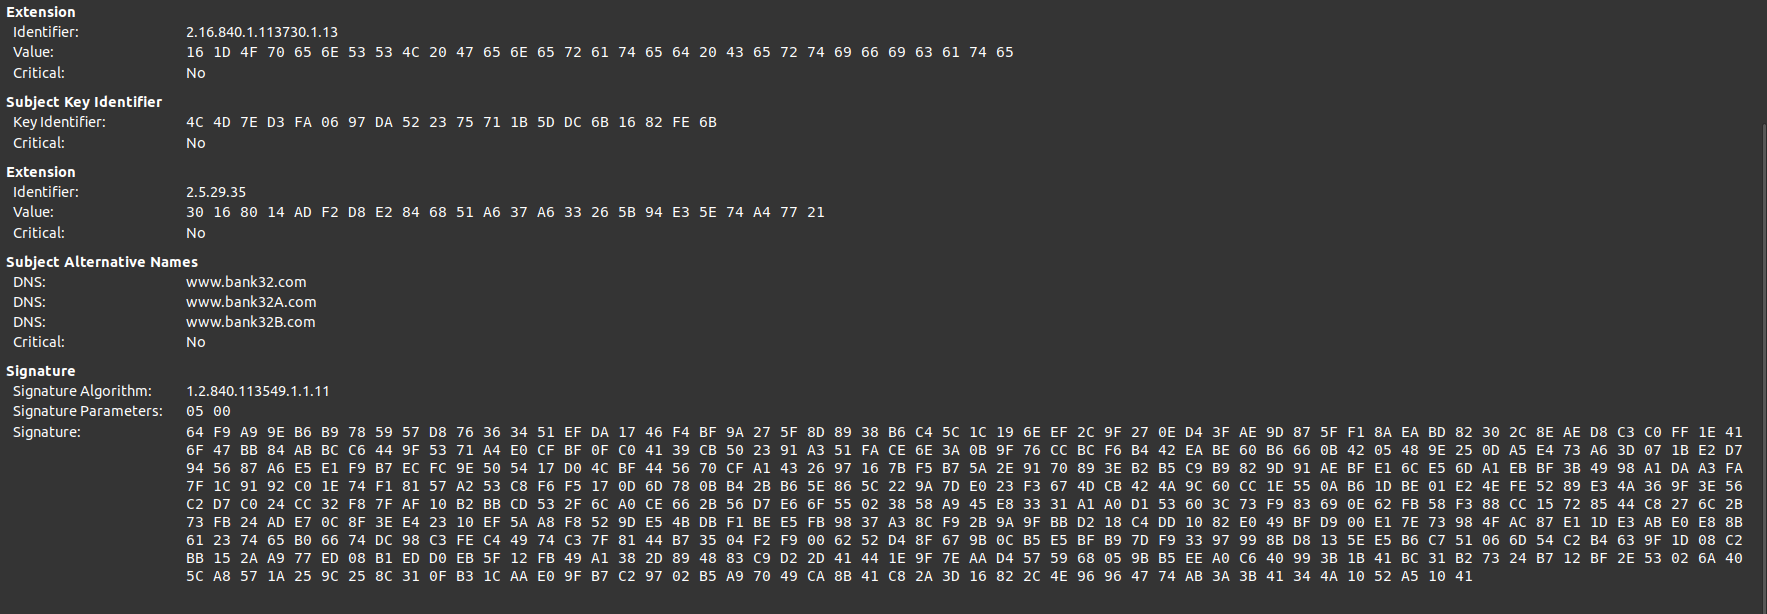 Extension
Identifier: 2.16.840.1.113730.1.13
Value: 16 1D 4F 70 65 6E 53 53 4C 20 47 65 6E 65 72 61 74 65 64 20 43 65 72 74 69 66 69 63 61 74 65
Critical: No
Subject Key Identifier
Key Identifier: 4C 4D 7E D3 FA 06 97 DA 52 23 75 71 1B 5D DC 6B 16 82 FE 6B
Critical: No
Extension
Identifier: 2.5.29.35
Value: 30 16 80 14 AD F2 D8 E2 84 68 51 A6 37 A6 33 26 5B 94 E3 5E 74 A4 77 21
Critical: No
Subject Alternative Names
DNS: www.bank32.com
DNS: www.bank32A.com
DNS: www.bank32B.com
Critical: No
Signature
Signature Algorithm: 1.2.840.113549.1.1.11
Signature Parameters: 05 00
Signature: 64 F9 A9 9E B6 B9 78 59 57 D8 76 36 34 51 EF DA 17 46 F4 BF 9A 27 5F 8D 89 38 B6 C4 5C 1C 19 6E EF 2C 9F 27 0E D4 3F AE 9D 87 5F F1 8A EA BD 82 30 2C 8E AE D8 C3 C0 FF 1E 41
6F 47 BB 84 AB BC C6 44 9F 53 71 A4 E0 CF BF 0F C0 41 39 CB 50 23 91 A3 51 FA CE 6E 3A 0B 9F 76 CC BC F6 B4 42 EA BE 60 B6 66 0B 42 05 48 9E 25 0D A5 E4 73 A6 3D 07 1B E2 D7
94 56 87 A6 E5 E1 F9 B7 EC FC 9E 50 54 17 D0 4C BF 44 56 70 CF A1 43 26 97 16 7B F5 B7 5A 2E 91 70 89 3E B2 B5 C9 B9 82 9D 91 AE BF E1 6C E5 6D A1 EB BF 3B 49 98 A1 DA A3 FA
7F 1C 91 92 C0 1E 74 F1 81 57 A2 53 C8 F6 F5 17 0D 6D 78 0B B4 2B B6 5E 86 5C 22 9A 7D E0 23 F3 67 4D CB 42 4A 9C 60 CC 1E 55 0A B6 1D BE 01 E2 4E FE 52 89 E3 4A 36 9F 3E 56
C2 D7 C0 24 CC 32 F8 7F AF 10 B2 BB CD 53 2F 6C A0 CE 66 2B 56 D7 E6 6F 55 02 38 58 A9 45 E8 33 31 A1 A0 D1 53 60 3C 73 F9 83 69 0E 62 FB 58 F3 88 CC 15 72 85 44 C8 27 6C 2B
73 FB 24 AD E7 0C 8F 3E E4 23 10 EF 5A A8 F8 52 9D E5 4B DB F1 BE E5 FB 98 37 A3 8C F9 2B 9A 9F BB D2 18 C4 DD 10 82 E0 49 BF D9 00 E1 7E 73 98 4F AC 87 E1 1D E3 AB E0 E8 8B
61 23 74 65 B0 66 74 DC 98 C3 FE C4 49 74 C3 7F 81 44 B7 35 04 F2 F9 00 62 52 D4 8F 67 9B 0C B5 E5 BF B9 7D F9 33 97 99 8B D8 13 5E E5 B6 C7 51 06 6D 54 C2 B4 63 9F 1D 08 C2
BB 15 2A A9 77 ED 08 B1 ED D0 EB 5F 12 FB 49 A1 38 2D 89 48 83 C9 D2 2D 41 44 1E 9F 7E AA D4 57 59 68 05 9B B5 EE A0 C6 40 99 3B 1B 41 BC 31 B2 73 24 B7 12 BF 2E 53 02 6A 40
5C A8 57 1A 25 9C 25 8C 31 0F B3 1C AA E0 9F B7 C2 97 02 B5 A9 70 49 CA 8B 41 C8 2A 3D 16 82 2C 4E 96 96 47 74 AB 3A 3B 41 34 4A 10 52 A5 10 41